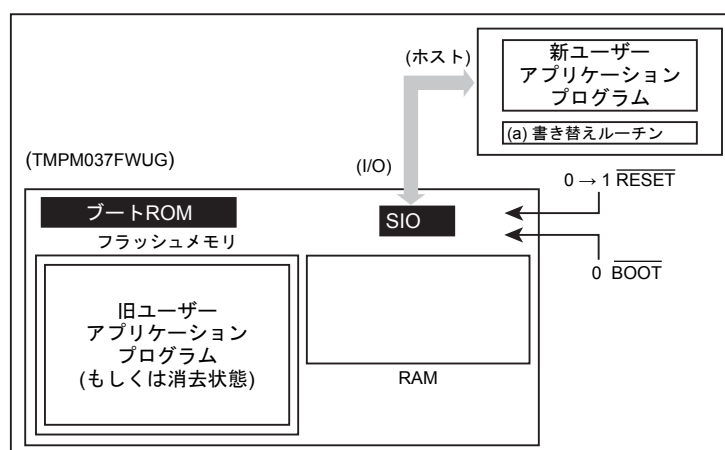 (ホスト)
新ユーザー
アプリケーション
プログラム
(a) 書き替えルーチン
(TMPM037FWUG)
(I/O)
0 → 1 RESET
ブートROM
SIO
フラッシュメモリ
0 BOOT
旧ユーザー
アプリケーション
プログラム
(もしくは消去状態)
RAM